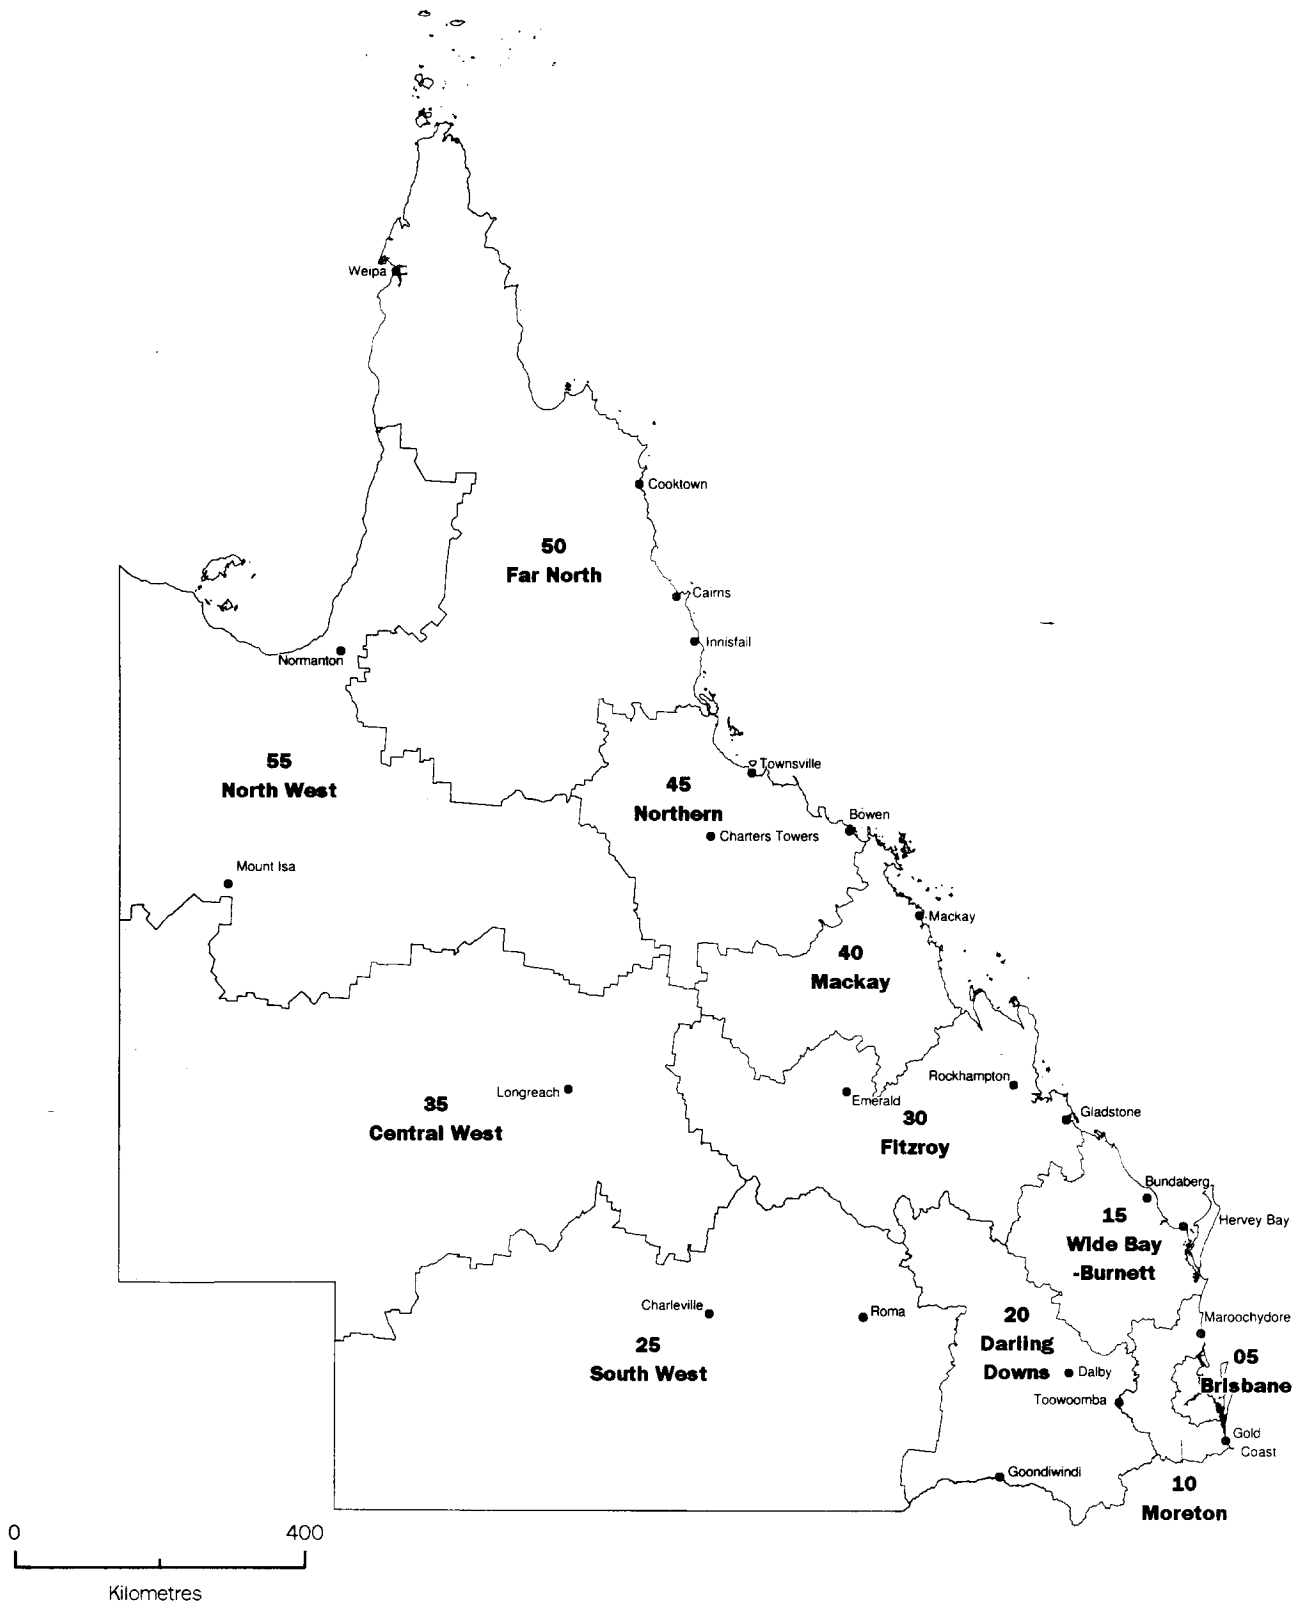 Weipa
Cooktown
50
Far North
Cairns
Innisfail
Normanton
55
North West
Townsville
45
Northern
Bowen
Charters Towers
Mount Isa
Mackay
40
Mackay
Rockhampton
Longreach
Emerald
35
Central West
30
Fitzroy
Gladstone
Bundaberg
15
Wide Bay
-Burnett
Hervey Bay
Charleville
Roma
20
Darling
Downs
Maroochydore
25
South West
05
Brisbane
Dalby
Toowoomba
Gold
Coast
Goondiwindi
10
Moreton
0 400
Kilometres